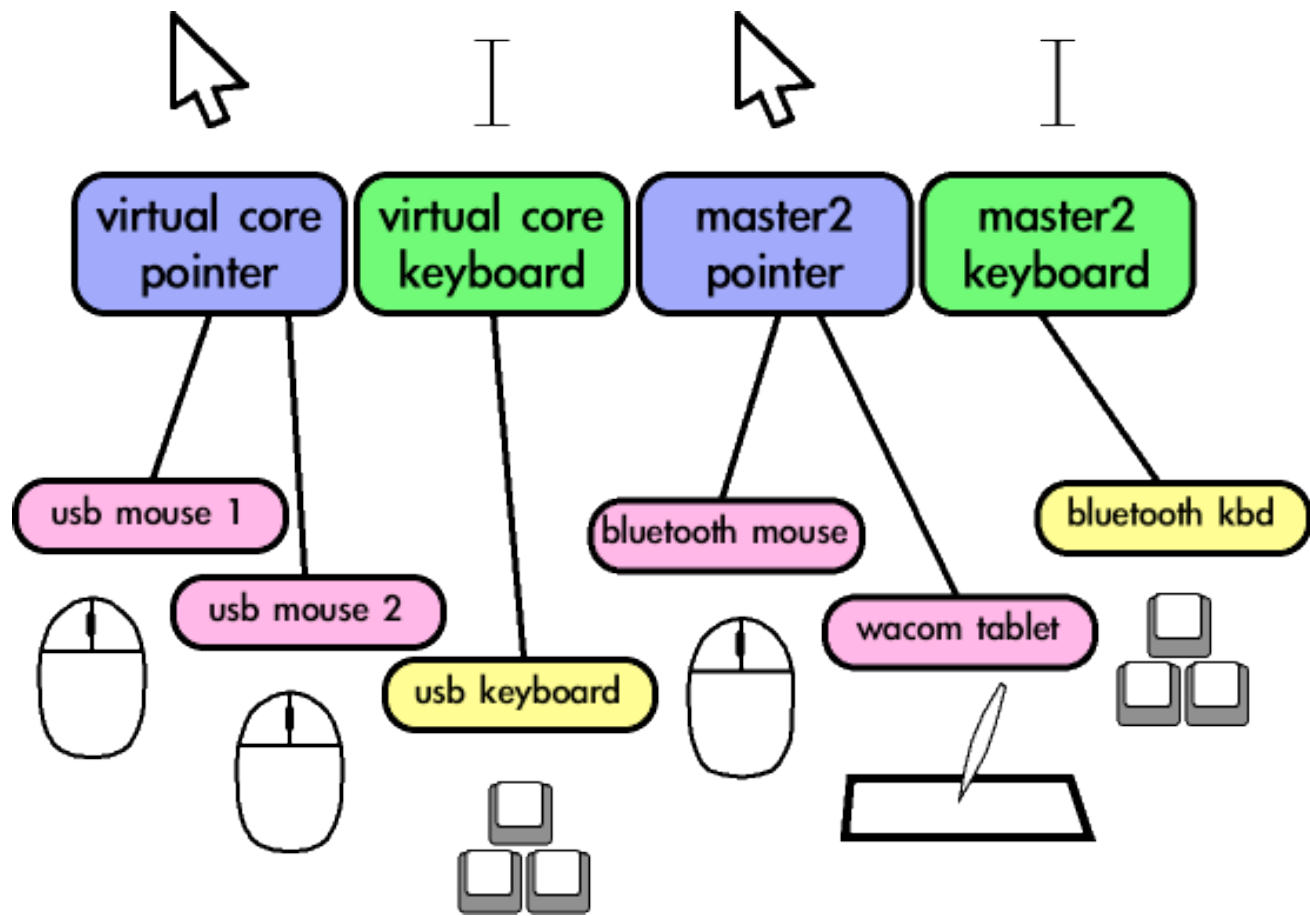 virtual core
pointer
virtual core
keyboard
master2
pointer
master2
keyboard
usb mouse 1
usb mouse 2
usb keyboard
bluetooth mouse
wacom tablet
bluetooth kbd